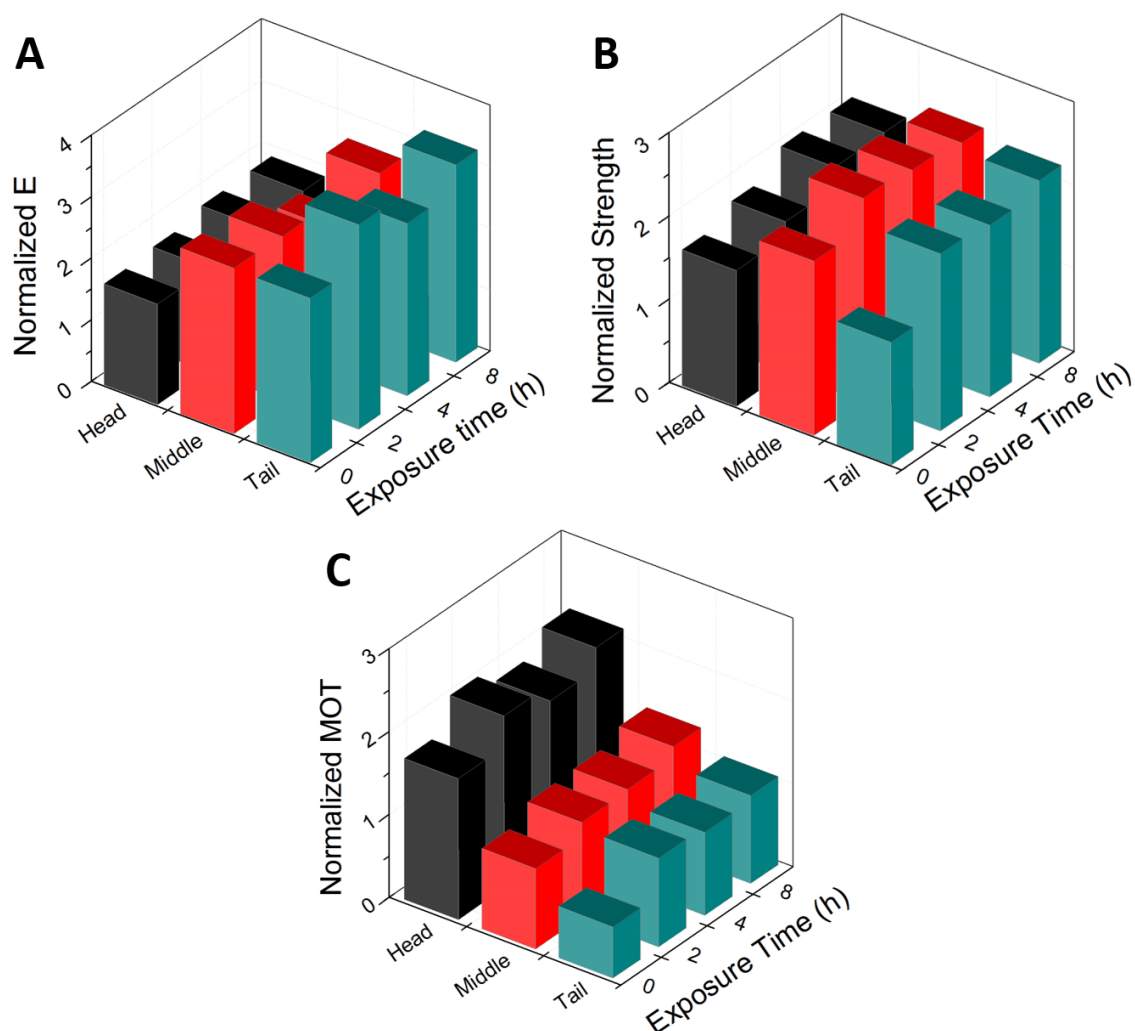 A
Normalized E
4
3
2
1
0
Head
Middle
Tail
0
2
4
8
Exposure time (h)
B
Normalized Strength
3
2
1
0
Head
Middle
Tail
0
2
4
8
Exposure Time (h)
C
Normalized MOT
3
2
1
0
Head
Middle
Tail
0
2
4
8
Exposure Time (h)